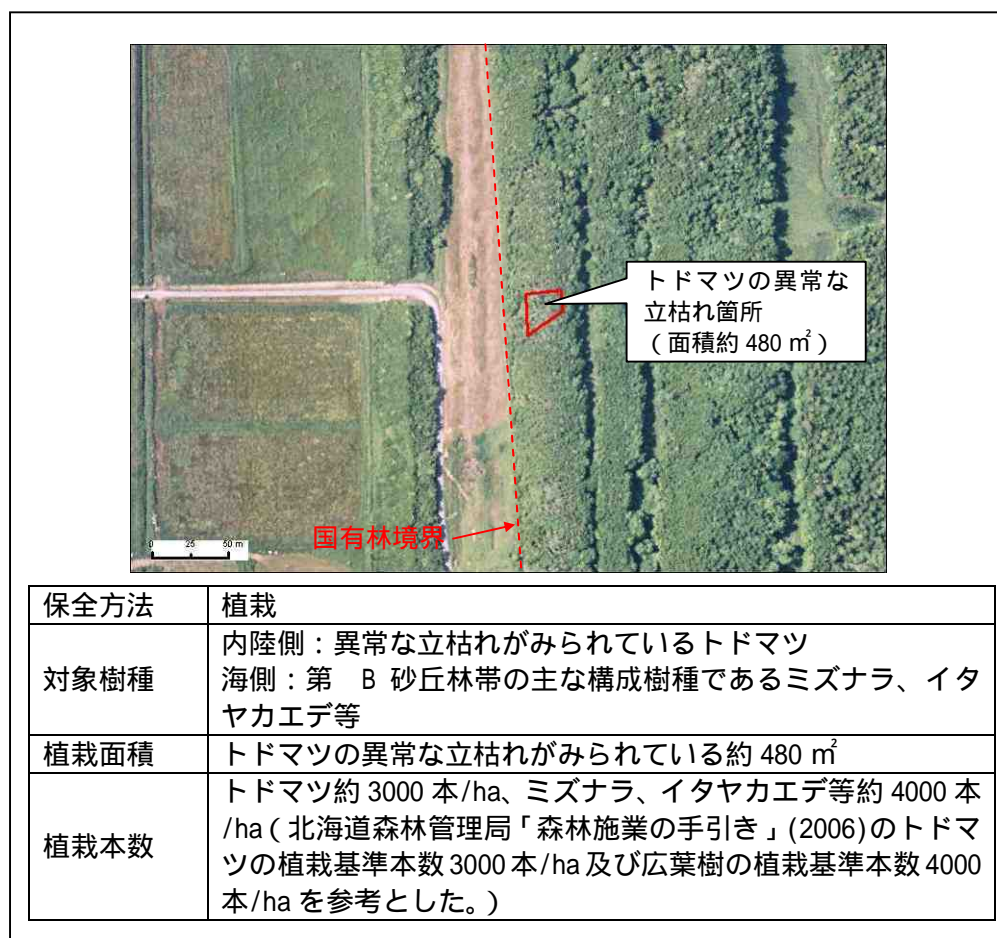 トドマツの異常な
立枯れ箇所
（面積約 480 ㎡）
国有林境界
0 25 50 m
保全方法 植栽
対象樹種 内陸側：異常な立枯れがみられているトドマツ
海側：第　B 砂丘林帯の主な構成樹種であるミズナラ、イタ
ヤカエデ等
植栽面積 トドマツの異常な立枯れがみられている約 480 ㎡
植栽本数 トドマツ約 3000 本/ha、ミズナラ、イタヤカエデ等約 4000 本
/ha（北海道森林管理局「森林施業の手引き」(2006)のトドマ
ツの植栽基準本数 3000 本/ha 及び広葉樹の植栽基準本数 4000
本/ha を参考とした。）